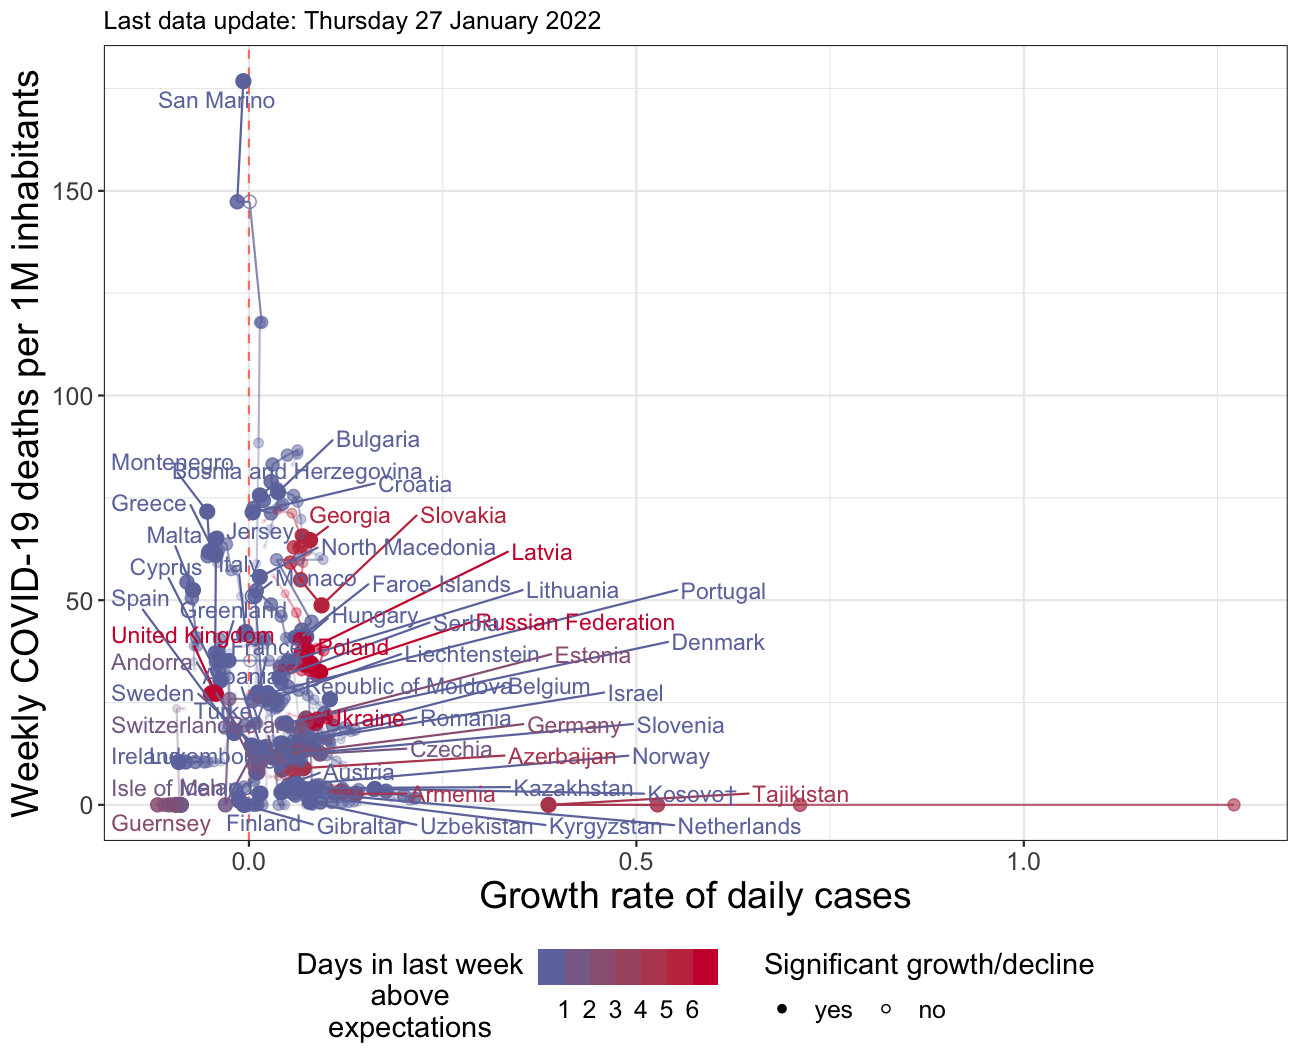 Last data update: Thursday 27 January 2022
Weekly COVID-19 deaths per 1M inhabitants
150
100
50
0
San Marino
Bulgaria
Montenegro
Bosnia and Herzegovina
Croatia
Greece
Georgia
Slovakia
Malta
Jersey
North Macedonia
Latvia
Italy
Cyprus
Monaco
Faroe Islands
Lithuania
Portugal
Spain
Greenland
Hungary
Serbia
Russian Federation
United Kingdom
France
Poland
Denmark
Andorra
Liechtenstein
Estonia
Albania
Sweden
Republic of Moldova
Belgium
Israel
Turkey
Switzerland
Ukraine
Romania
Germany
Slovenia
Ireland
Luxembourg
Czechia
Azerbaijan
Norway
Austria
Isle of Man
Iceland
Armenia
Kazakhstan
Kosovo†
Tajikistan
Guernsey
Finland
Gibraltar
Uzbekistan
Kyrgyzstan
Netherlands
0.0
0.5
1.0
Growth rate of daily cases
Days in last week
above
expectations
1 2 3 4 5 6
Significant growth/decline
yes
no